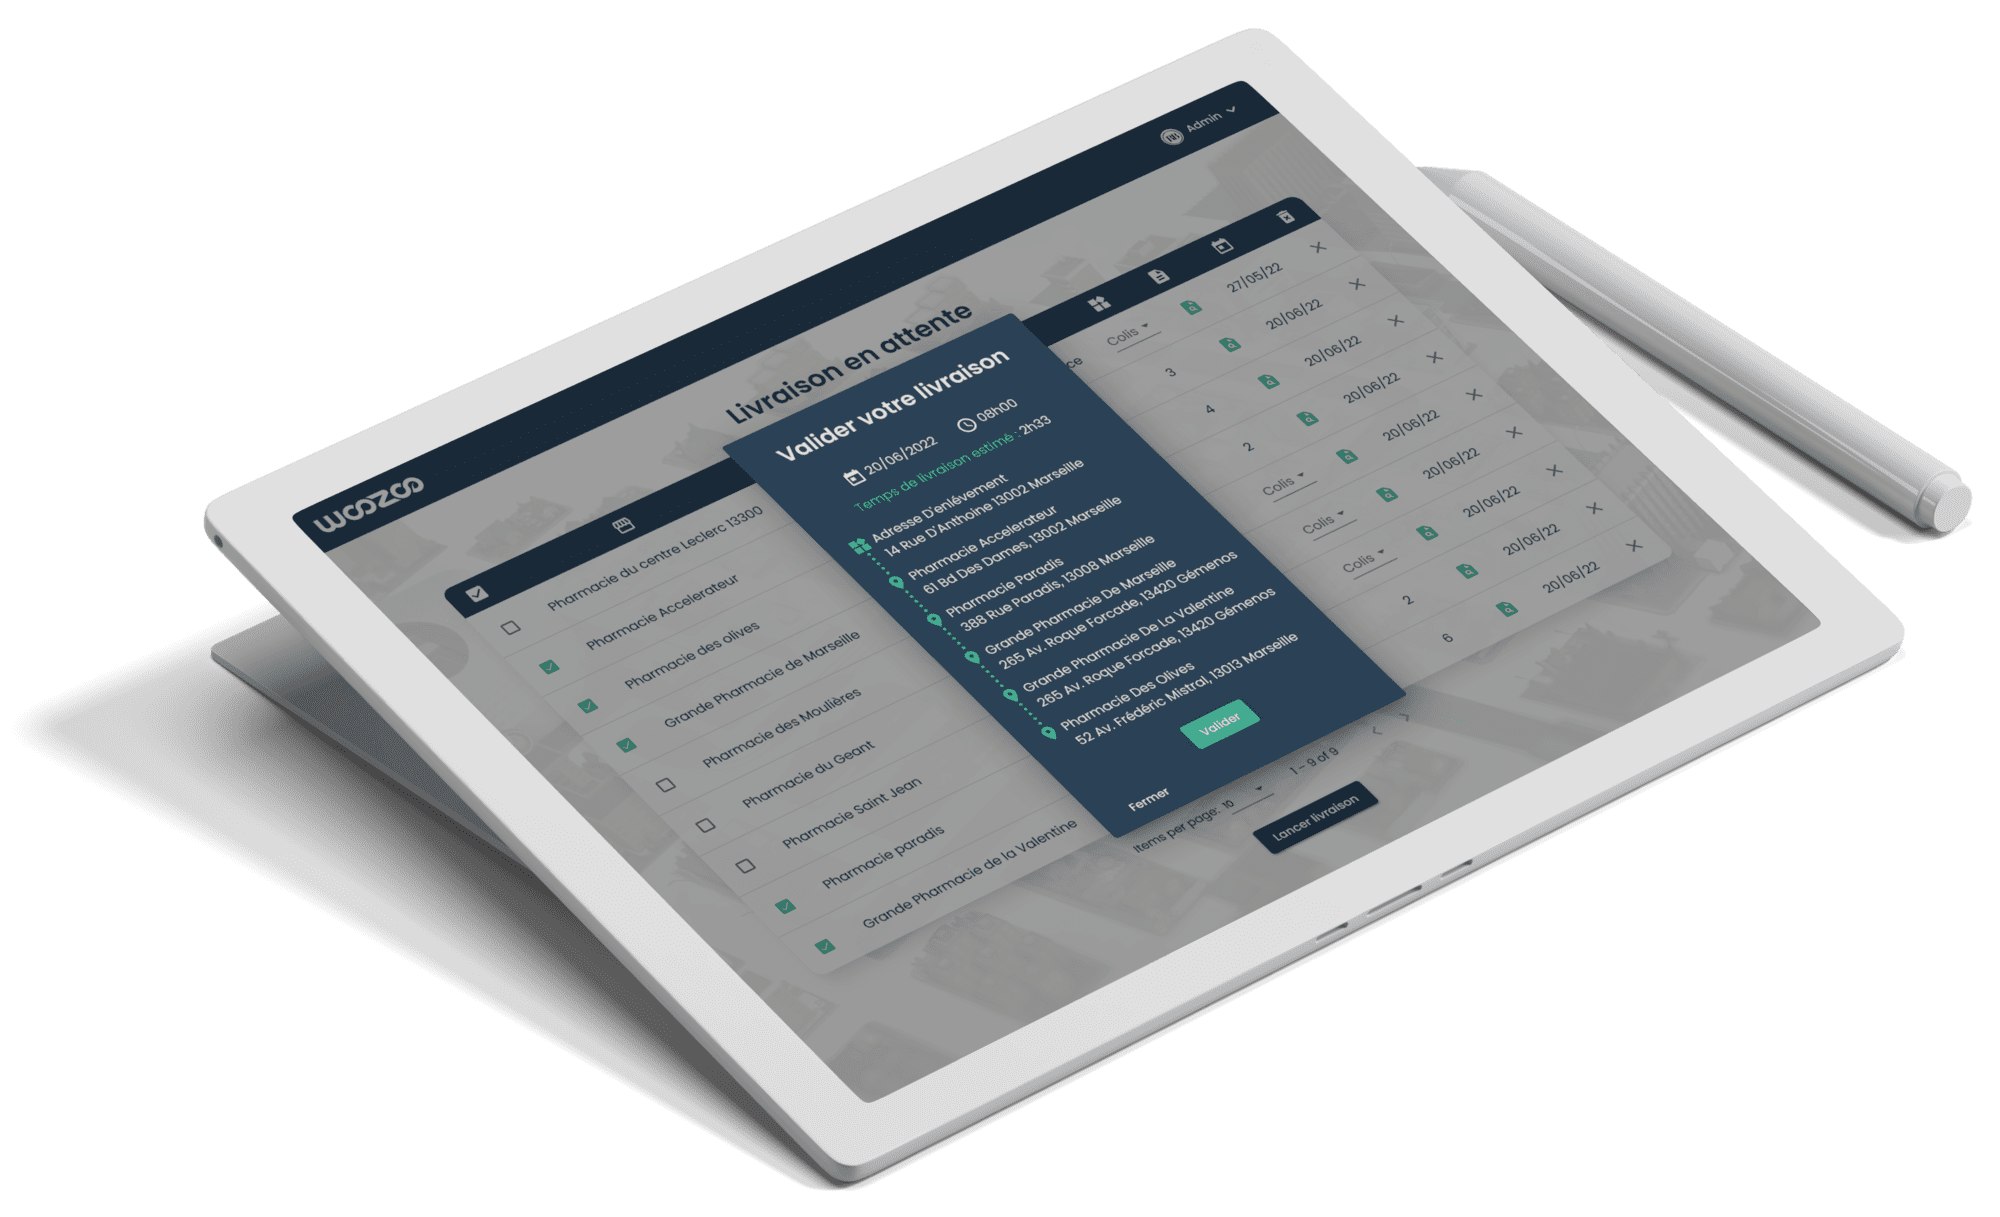 WOOZOO
Admin
Livraison en attente
Pharmacie du centre Leclerc 13300
Pharmacie Accelerateur
Pharmacie des olives
Grande Pharmacie de Marseille
Pharmacie des Moulières
Pharmacie du Geant
Pharmacie Saint Jean
Pharmacie paradis
Grande Pharmacie de la Valentine
Valider votre livraison
20/06/2022 08h00
Temps de livraison estimé : 2h33
Adresse D'enlévement
14 Rue D'Anthoine 13002 Marseille
Pharmacie Accelerateur
61 Bd Des Dames, 13002 Marseille
Pharmacie Paradis
388 Rue Paradis, 13008 Marseille
Grande Pharmacie De Marseille
265 Av. Roque Forcade, 13420 Gémenos
Grande Pharmacie De La Valentine
265 Av. Roque Forcade, 13420 Gémenos
Pharmacie Des Olives
52 Av. Frédéric Mistral, 13013 Marseille
Valider
Fermer
ce Colis 27/05/22
3 20/06/22
4 20/06/22
2 20/06/22
Colis 20/06/22
Colis 20/06/22
Colis 20/06/22
2 20/06/22
6 20/06/22
Items per page: 10 1 – 9 of 9
Lancer livraison